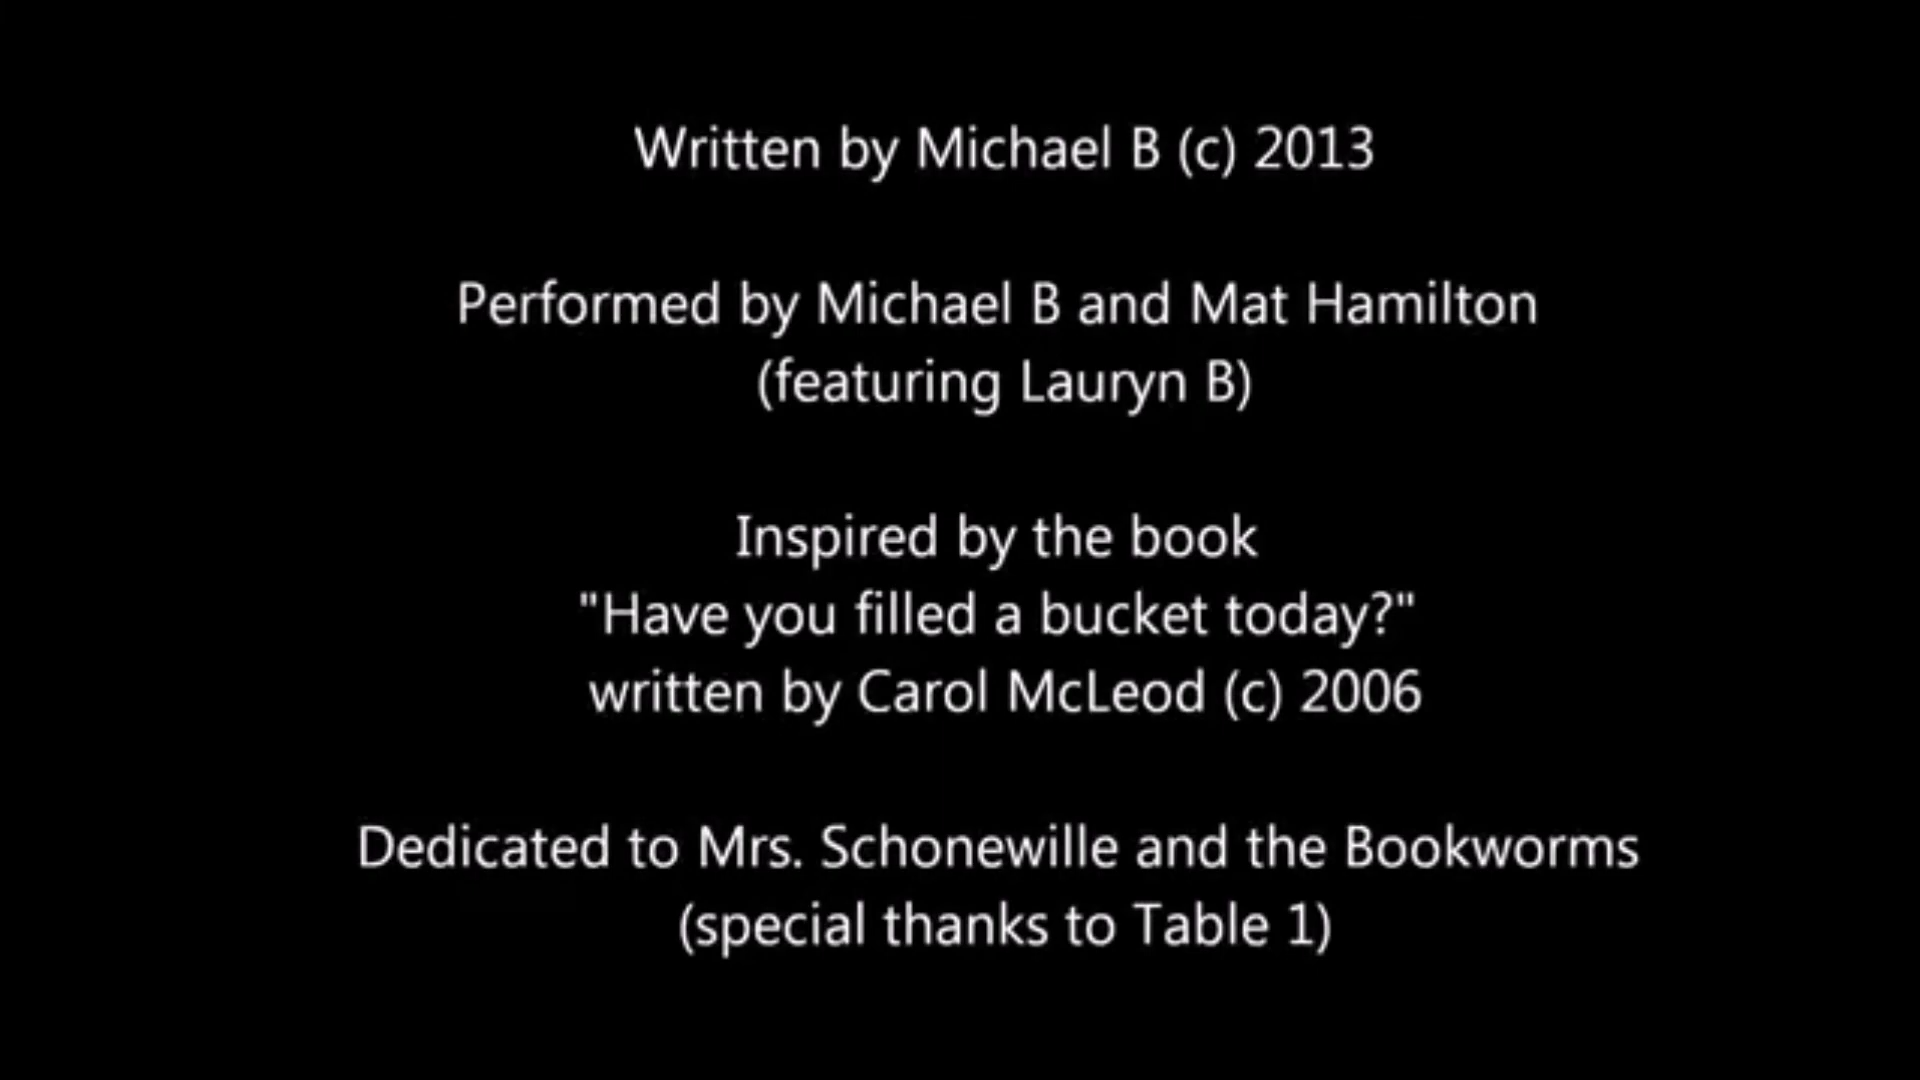 Written by Michael B (c) 2013
Performed by Michael B and Mat Hamilton
(featuring Lauryn B)
Inspired by the book
"Have you filled a bucket today?"
written by Carol McLeod (c) 2006
Dedicated to Mrs. Schonewille and the Bookworms
(special thanks to Table 1)